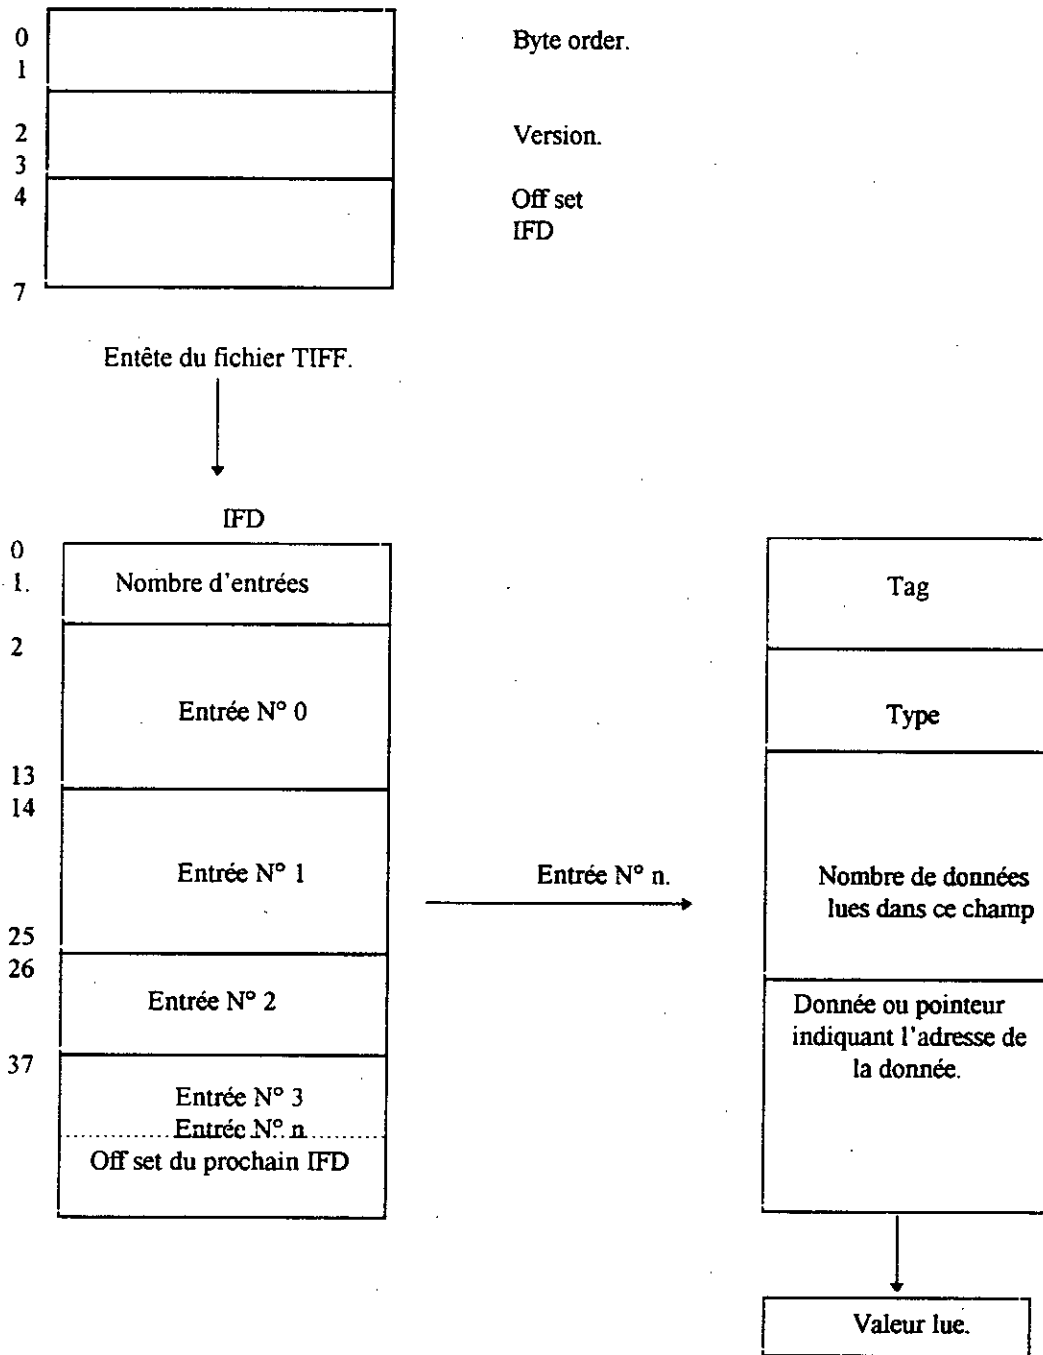 0
Byte order.
1
2
Version.
3
4
Off set
IFD
7
Entête du fichier TIFF.
IFD
0
1.
Nombre d'entrées
2
Entrée N° 0
13
14
Entrée N° 1
25
26
Entrée N° 2
37
Entrée N° 3
Entrée N° n
Off set du prochain IFD
Entrée N° n.
Tag
Type
Nombre de données
lues dans ce champ
Donnée ou pointeur
indiquant l'adresse de
la donnée.
Valeur lue.